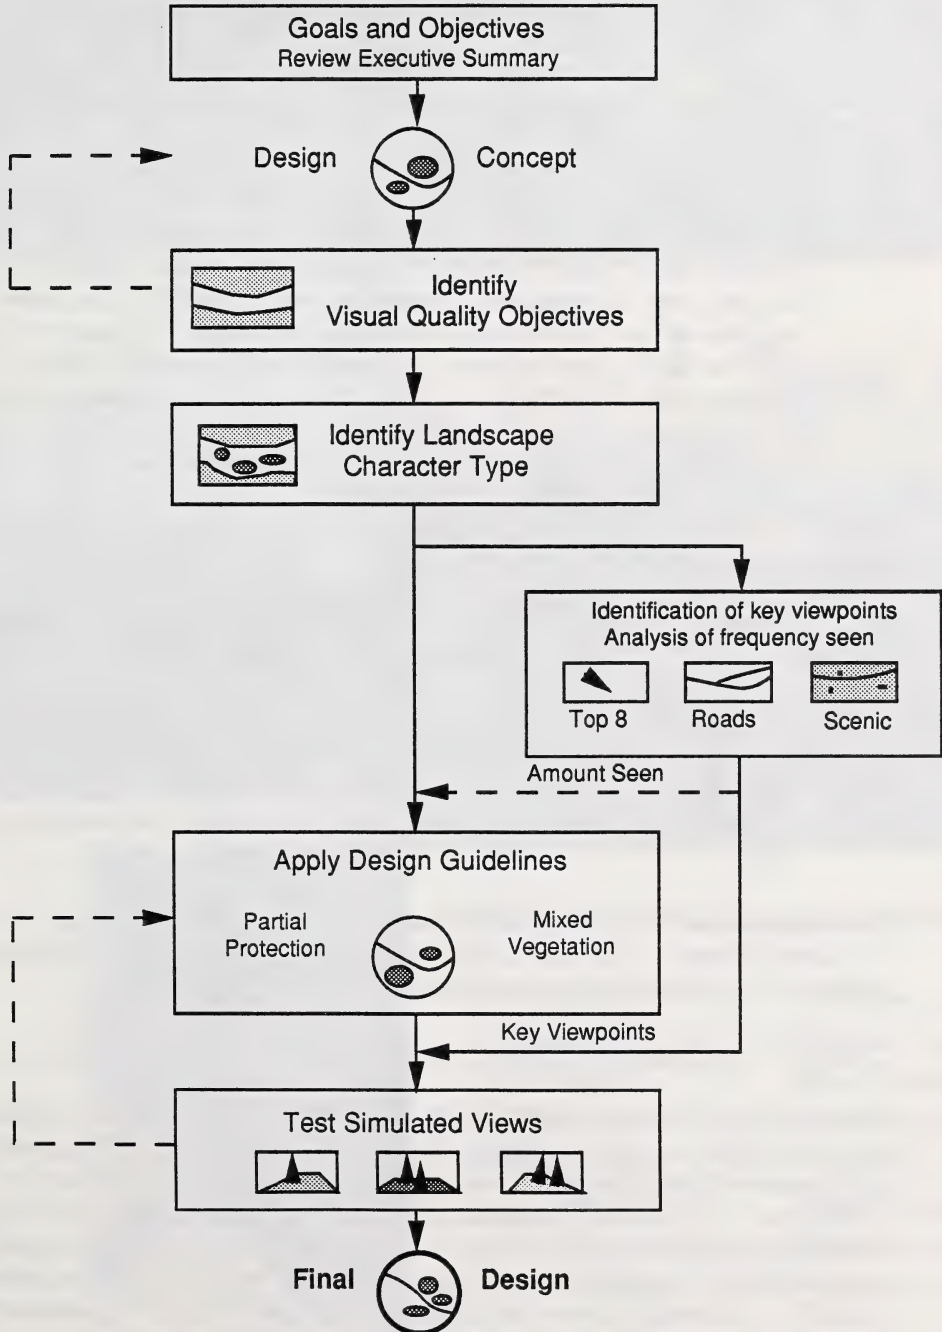 Goals and Objectives
Review Executive Summary
Design Concept
Identify
Visual Quality Objectives
Identify Landscape
Character Type
Identification of key viewpoints
Analysis of frequency seen
Top 8 Roads Scenic
Amount Seen
Apply Design Guidelines
Partial
Protection
Mixed
Vegetation
Key Viewpoints
Test Simulated Views
Final Design